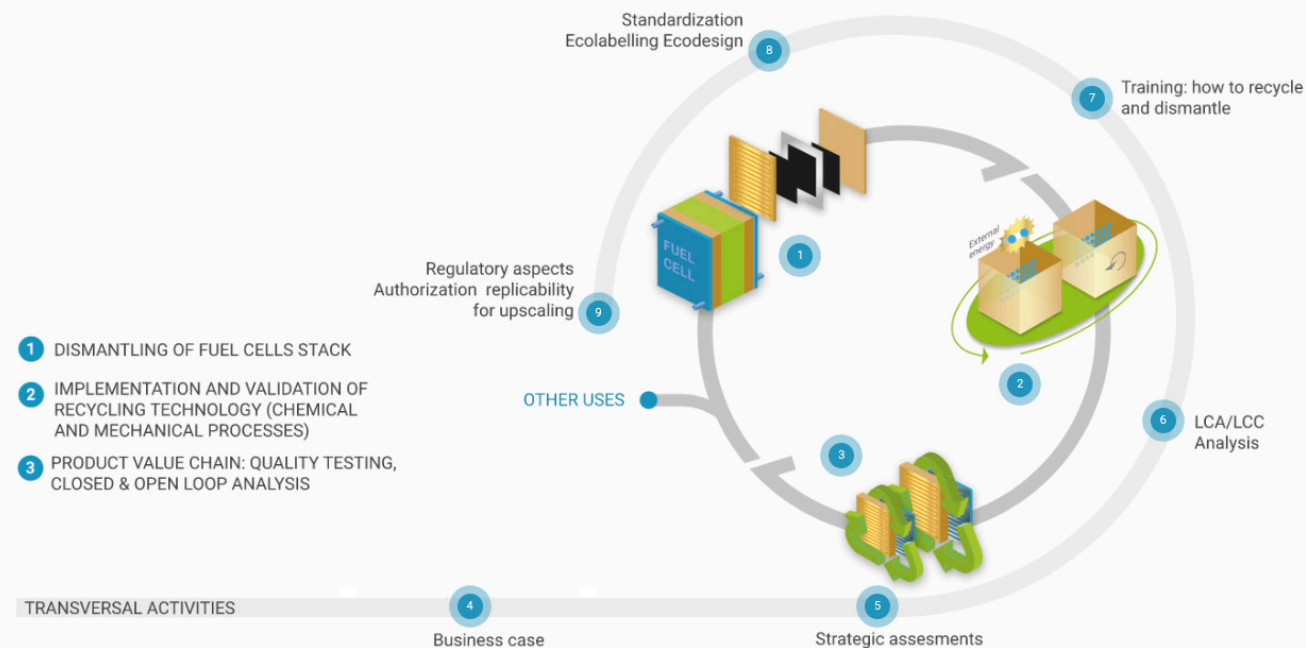 Standardization
Ecolabelling Ecodesign
8
7
Training: how to recycle
and dismantle
External
energy
FUEL
CELL
1
Regulatory aspects
Authorization replicability
for upscaling
9
1 DISMANTLING OF FUEL CELLS STACK
2 IMPLEMENTATION AND VALIDATION OF
RECYCLING TECHNOLOGY (CHEMICAL
AND MECHANICAL PROCESSES)
3 PRODUCT VALUE CHAIN: QUALITY TESTING,
CLOSED & OPEN LOOP ANALYSIS
2
OTHER USES
6
LCA/LCC
Analysis
3
TRANSVERSAL ACTIVITIES
4
Business case
5
Strategic assesments